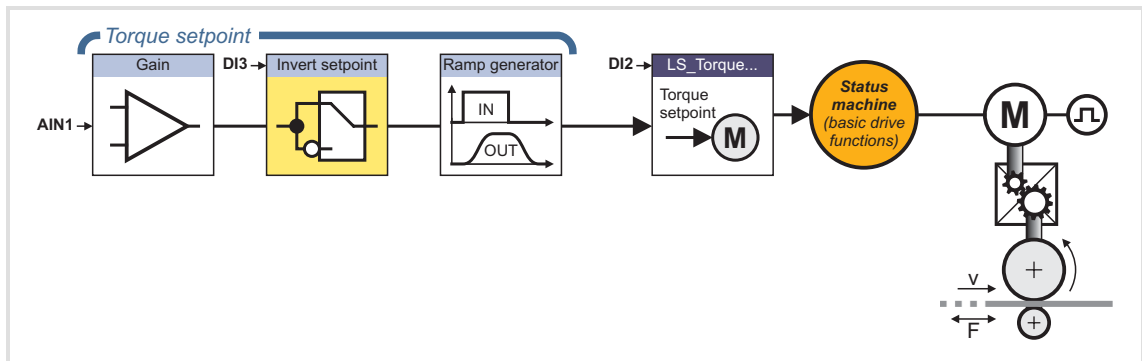 Torque setpoint
Gain
DI3
Invert setpoint
Ramp generator
DI2
LS_Torque...
AIN1
IN
OUT
Torque
setpoint
M
Status
machine
(basic drive
functions)
M
v
F